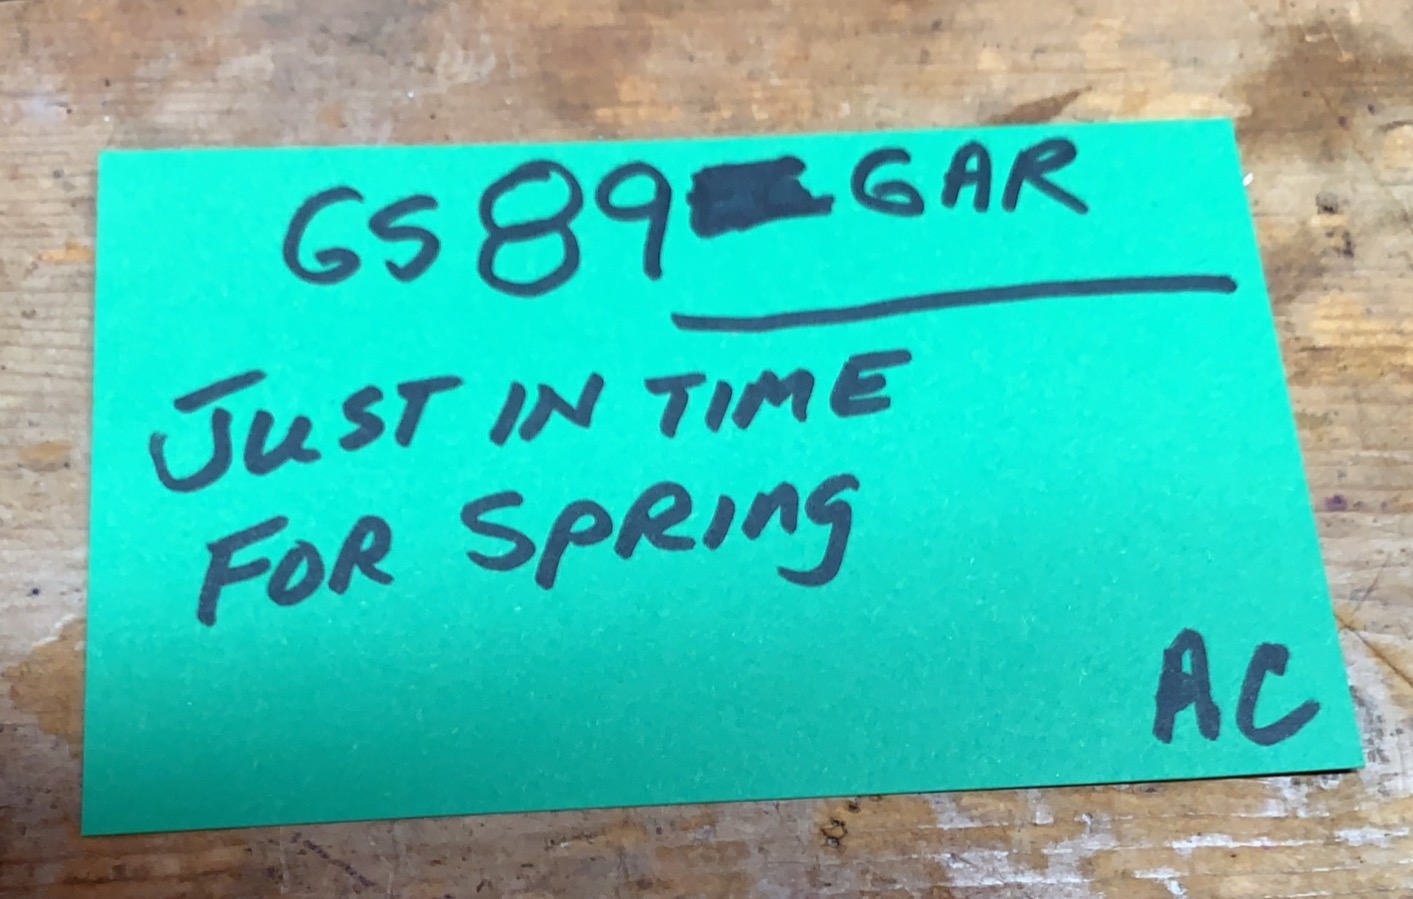 GS89 GAR
JUST IN TIME
FOR SPRING
AC